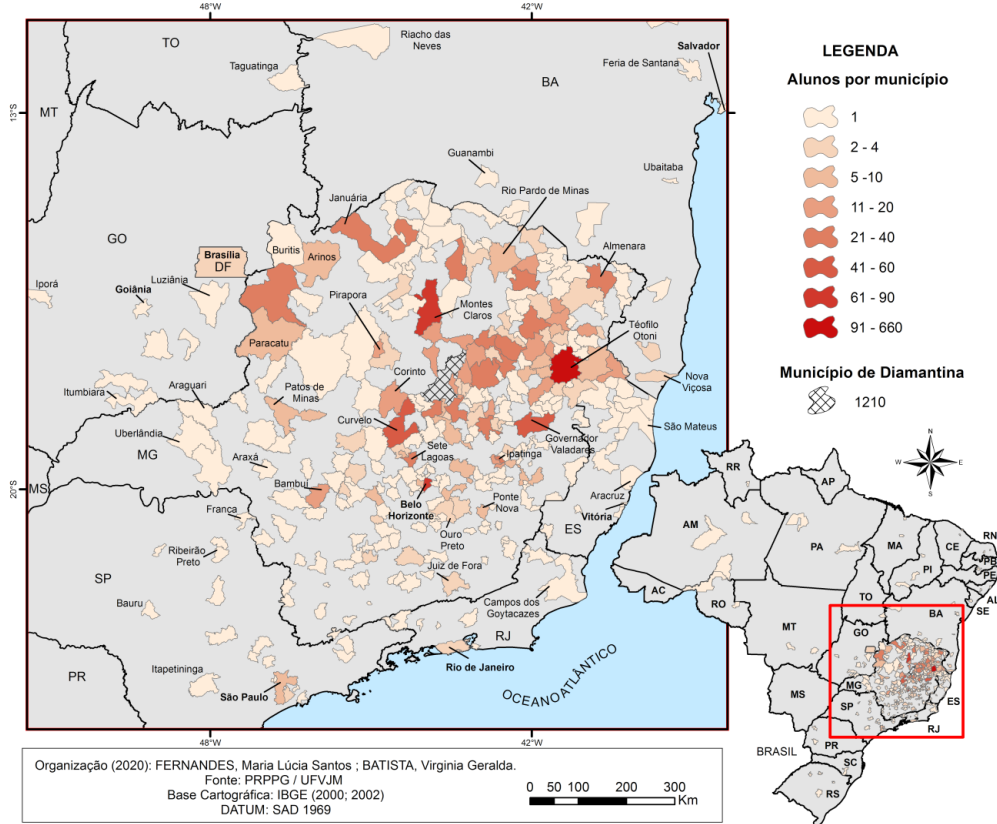 48°W
42°W
TO
Riacho das
Neves
Salvador
Taguatinga
Feria de Santana
BA
MT
13°S
Guanambi
Ubaitaba
Rio Pardo de Minas
Januária
GO
Almenara
Brasília
DF
Buritis
Arinos
Luziânia
Iporá
Goiânia
Pirapora
Montes
Claros
Téofilo
Otoni
Paracatu
Nova
Viçosa
Corinto
Itumbiara
Araguari
Patos de
Minas
Curvelo
São Mateus
Uberlândia
Governador
Valadares
MG
Araxá
Sete
Lagoas
Ipatinga
Bambuí
MS
20°S
Belo
Horizonte
Ponte
Nova
Aracruz
Vitória
França
ES
Ouro
Preto
Ribeirão
Preto
Juiz de Fora
SP
Bauru
Campos dos
Goytacazes
RJ
Itapetininga
Rio de Janeiro
PR
São Paulo
OCEANO ATLÂNTICO
48°W
42°W
LEGENDA
Alunos por município
1
2 - 4
5 -10
11 - 20
21 - 40
41 - 60
61 - 90
91 - 660
Município de Diamantina
1210
N
W
E
S
RR
AP
AM
PA
MA
CE
RN
PB
PE
PI
AL
SE
AC
RO
TO
BA
MT
GO
MG
MS
ES
SP
RJ
PR
BRASIL
SC
RS
Organização (2020): FERNANDES, Maria Lúcia Santos ; BATISTA, Virginia Geralda.
Fonte: PRPPG / UFVJM
Base Cartográfica: IBGE (2000; 2002)
DATUM: SAD 1969
0 50 100 200 300
Km